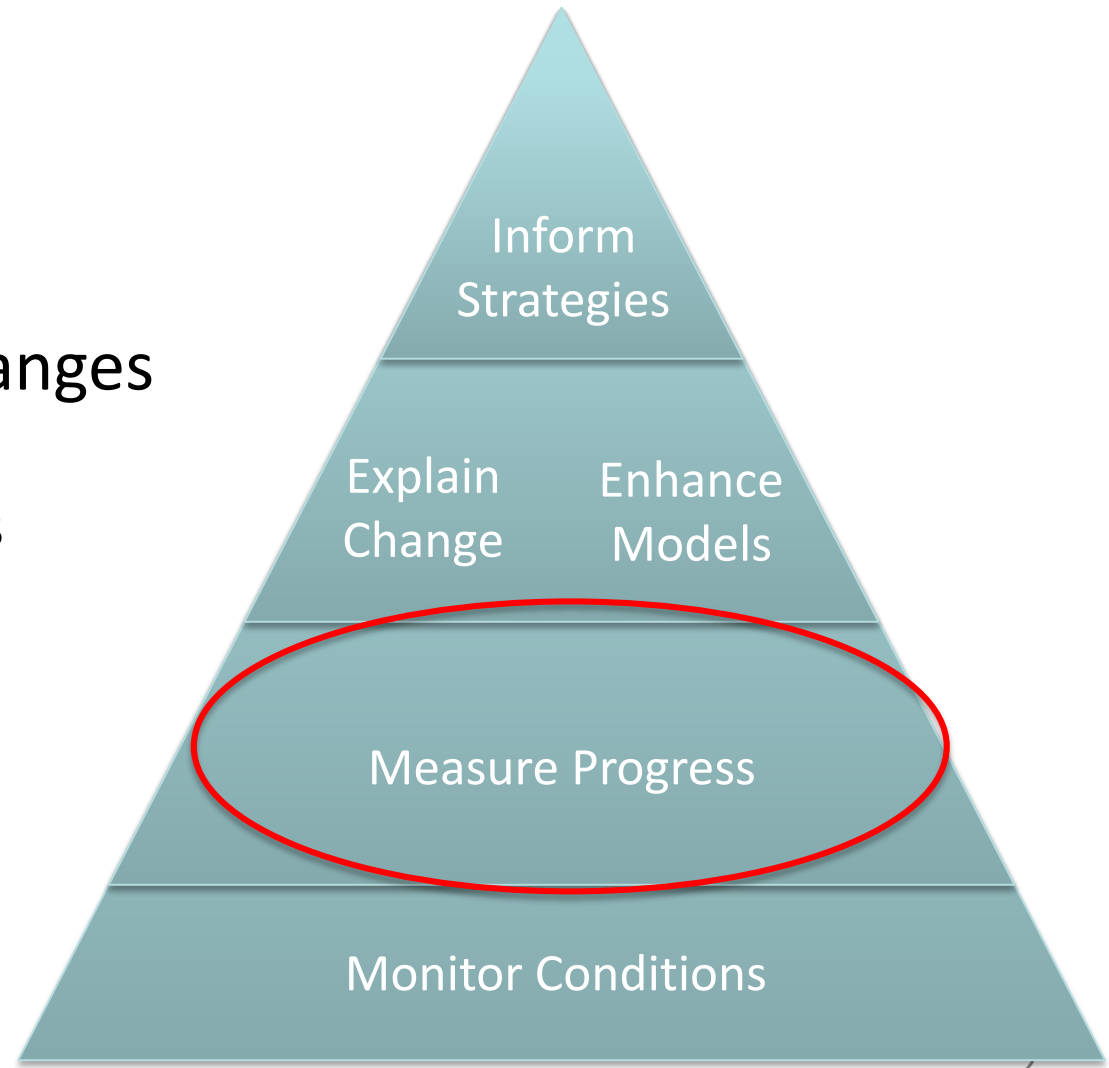 Inform
Strategies
anges
s
Explain
Change
Enhance
Models
Measure Progress
Monitor Conditions